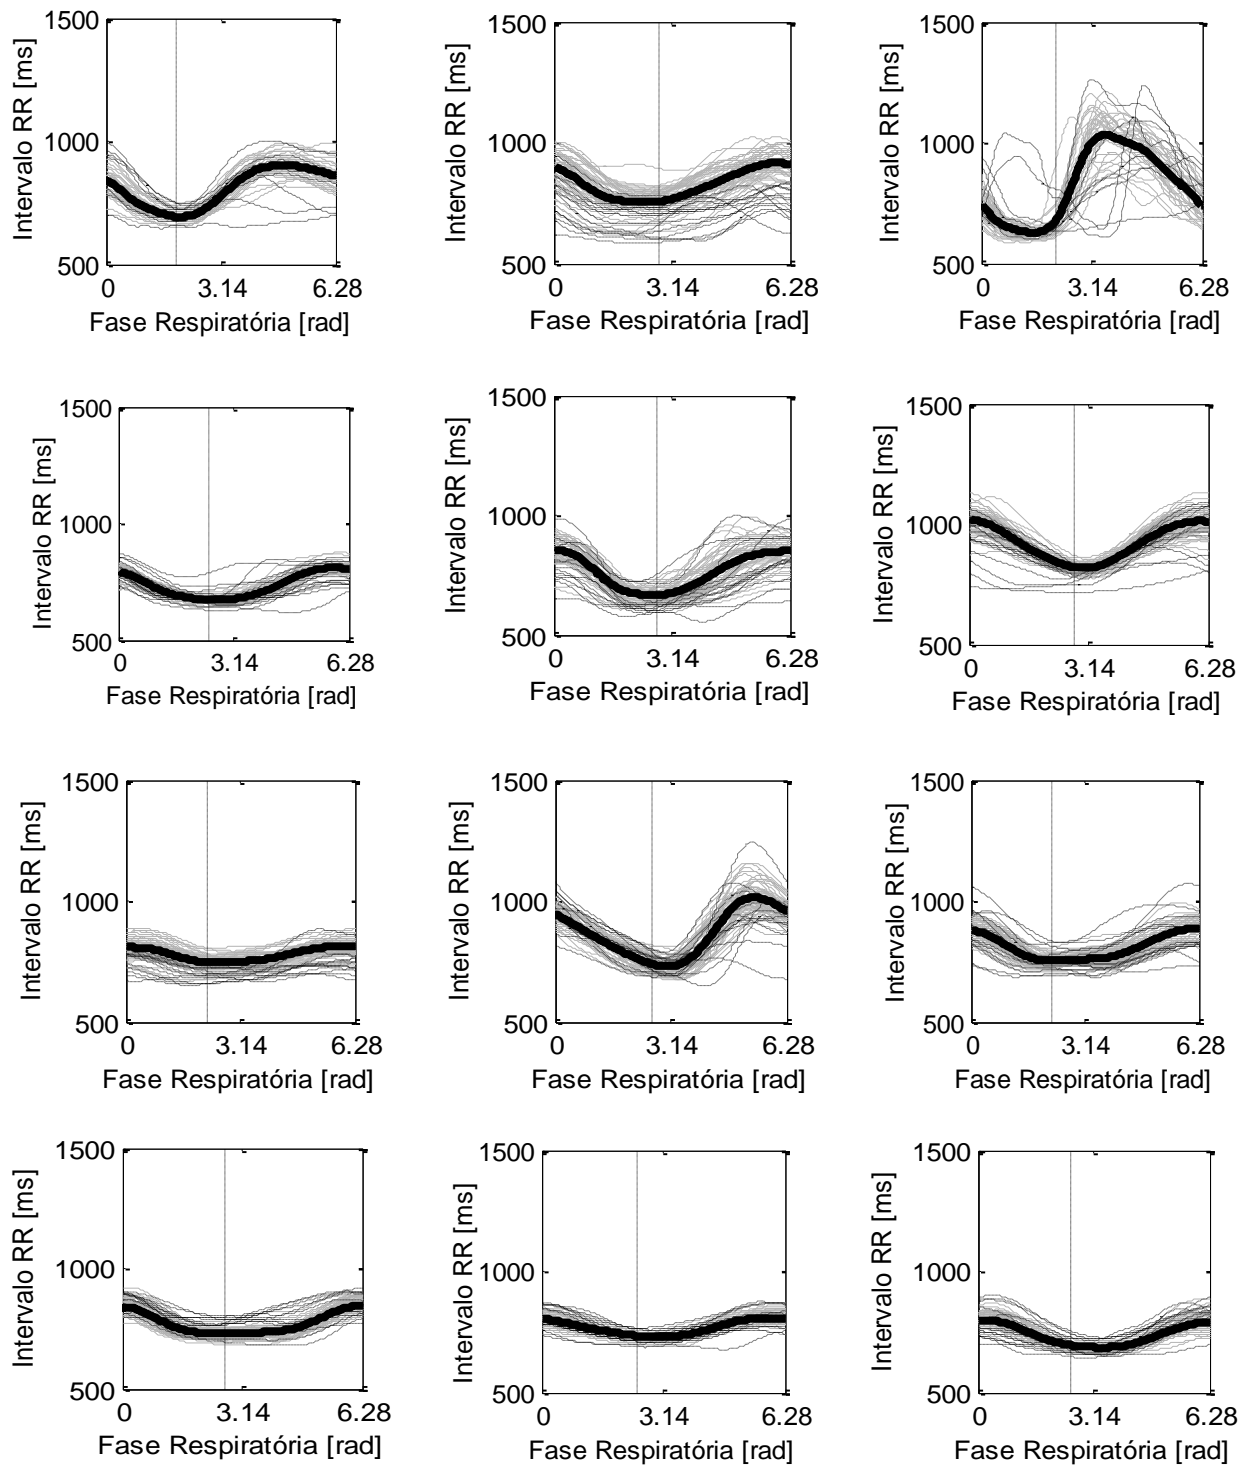 1500 1500 1500
Intervalo RR [ms] Intervalo RR [ms] Intervalo RR [ms]
1000 1000 1000
500 500 500
0 3.14 6.28 0 3.14 6.28 0 3.14 6.28
Fase Respiratória [rad] Fase Respiratória [rad] Fase Respiratória [rad]
1500 1500 1500
Intervalo RR [ms] Intervalo RR [ms] Intervalo RR [ms]
1000 1000 1000
500 500 500
0 3.14 6.28 0 3.14 6.28 0 3.14 6.28
Fase Respiratória [rad] Fase Respiratória [rad] Fase Respiratória [rad]
1500 1500 1500
Intervalo RR [ms] Intervalo RR [ms] Intervalo RR [ms]
1000 1000 1000
500 500 500
0 3.14 6.28 0 3.14 6.28 0 3.14 6.28
Fase Respiratória [rad] Fase Respiratória [rad] Fase Respiratória [rad]
1500 1500 1500
Intervalo RR [ms] Intervalo RR [ms] Intervalo RR [ms]
1000 1000 1000
500 500 500
0 3.14 6.28 0 3.14 6.28 0 3.14 6.28
Fase Respiratória [rad] Fase Respiratória [rad] Fase Respiratória [rad]